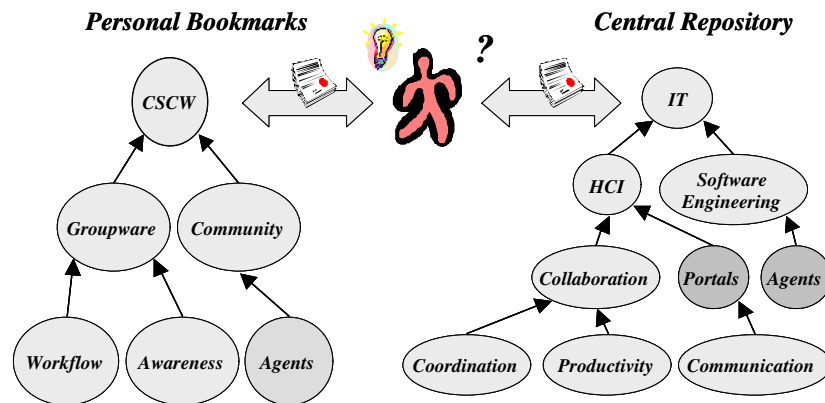 Personal Bookmarks
?
Central Repository
CSCW
IT
HCI
Software
Engineering
Groupware
Community
Collaboration
Portals
Agents
Workflow
Awareness
Agents
Coordination
Productivity
Communication